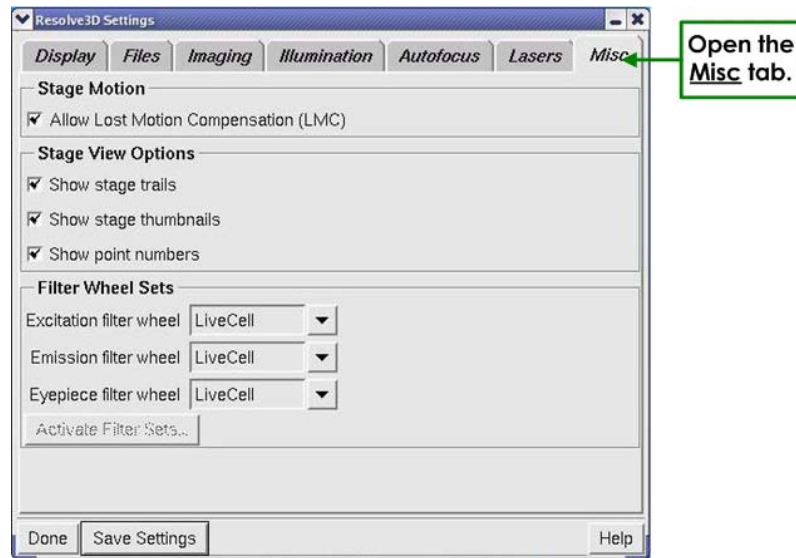 Resolve3D Settings
Display Files Imaging Illumination Autofocus Lasers Misc
Open the
Misc tab.
Stage Motion
Allow Lost Motion Compensation (LMC)
Stage View Options
Show stage trails
Show stage thumbnails
Show point numbers
Filter Wheel Sets
Excitation filter wheel LiveCell
Emission filter wheel LiveCell
Eyepiece filter wheel LiveCell
Activate Filter Sets...
Done Save Settings Help